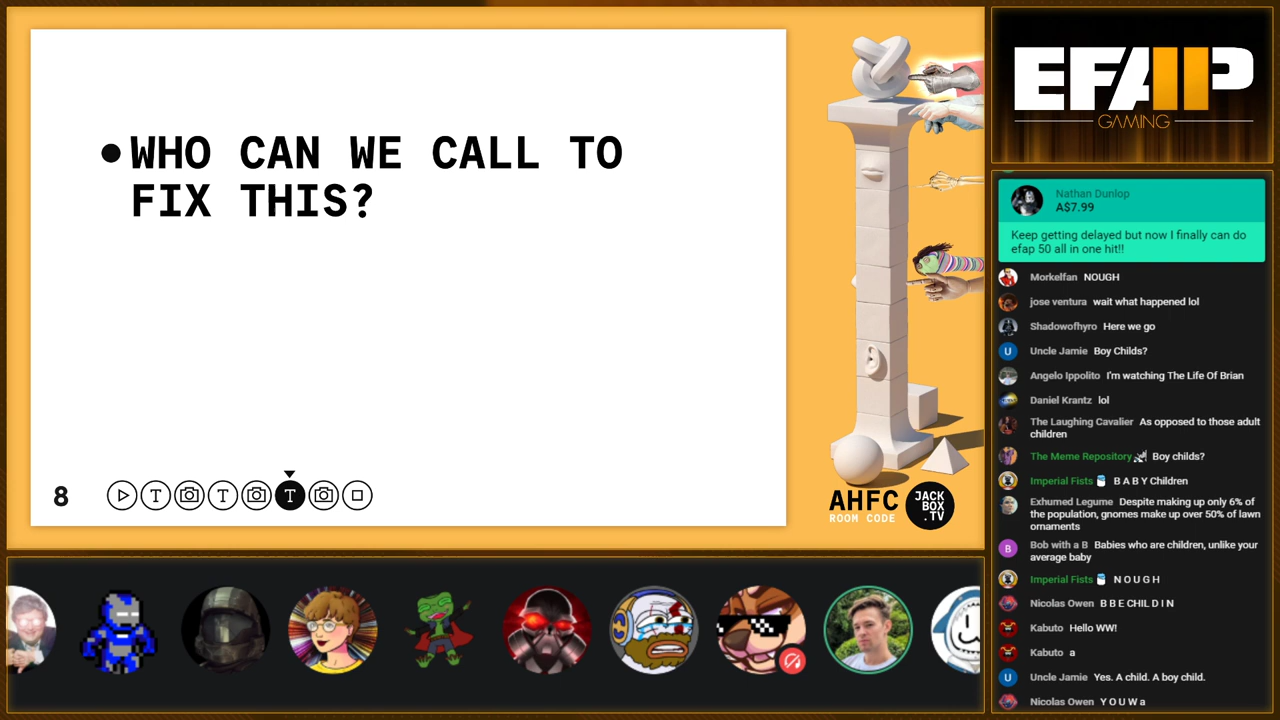 WHO CAN WE CALL TO
FIX THIS?
8
T
T
T
AHFC
ROOM CODE
JACK
BOX
.TV
EFAP
GAMING
Nathan Dunlop
A$7.99
Keep getting delayed but now I finally can do
efap 50 all in one hit!!
Morkelfan NOUGH
jose ventura wait what happened lol
Shadowofhyro Here we go
U Uncle Jamie Boy Childs?
Angelo Ippolito I'm watching The Life Of Brian
Daniel Krantz lol
The Laughing Cavalier As opposed to those adult
children
The Meme Repository Boy childs?
Imperial Fists B A B Y Children
Exhumed Legume Despite making up only 6% of
the population, gnomes make up over 50% of lawn
ornaments
B Bob with a B Babies who are children, unlike your
average baby
Imperial Fists N O U G H
Nicolas Owen B B E CHIL D I N
Kabuto Hello WW!
Kabuto a
U Uncle Jamie Yes. A child. A boy child.
Nicolas Owen Y O U W a